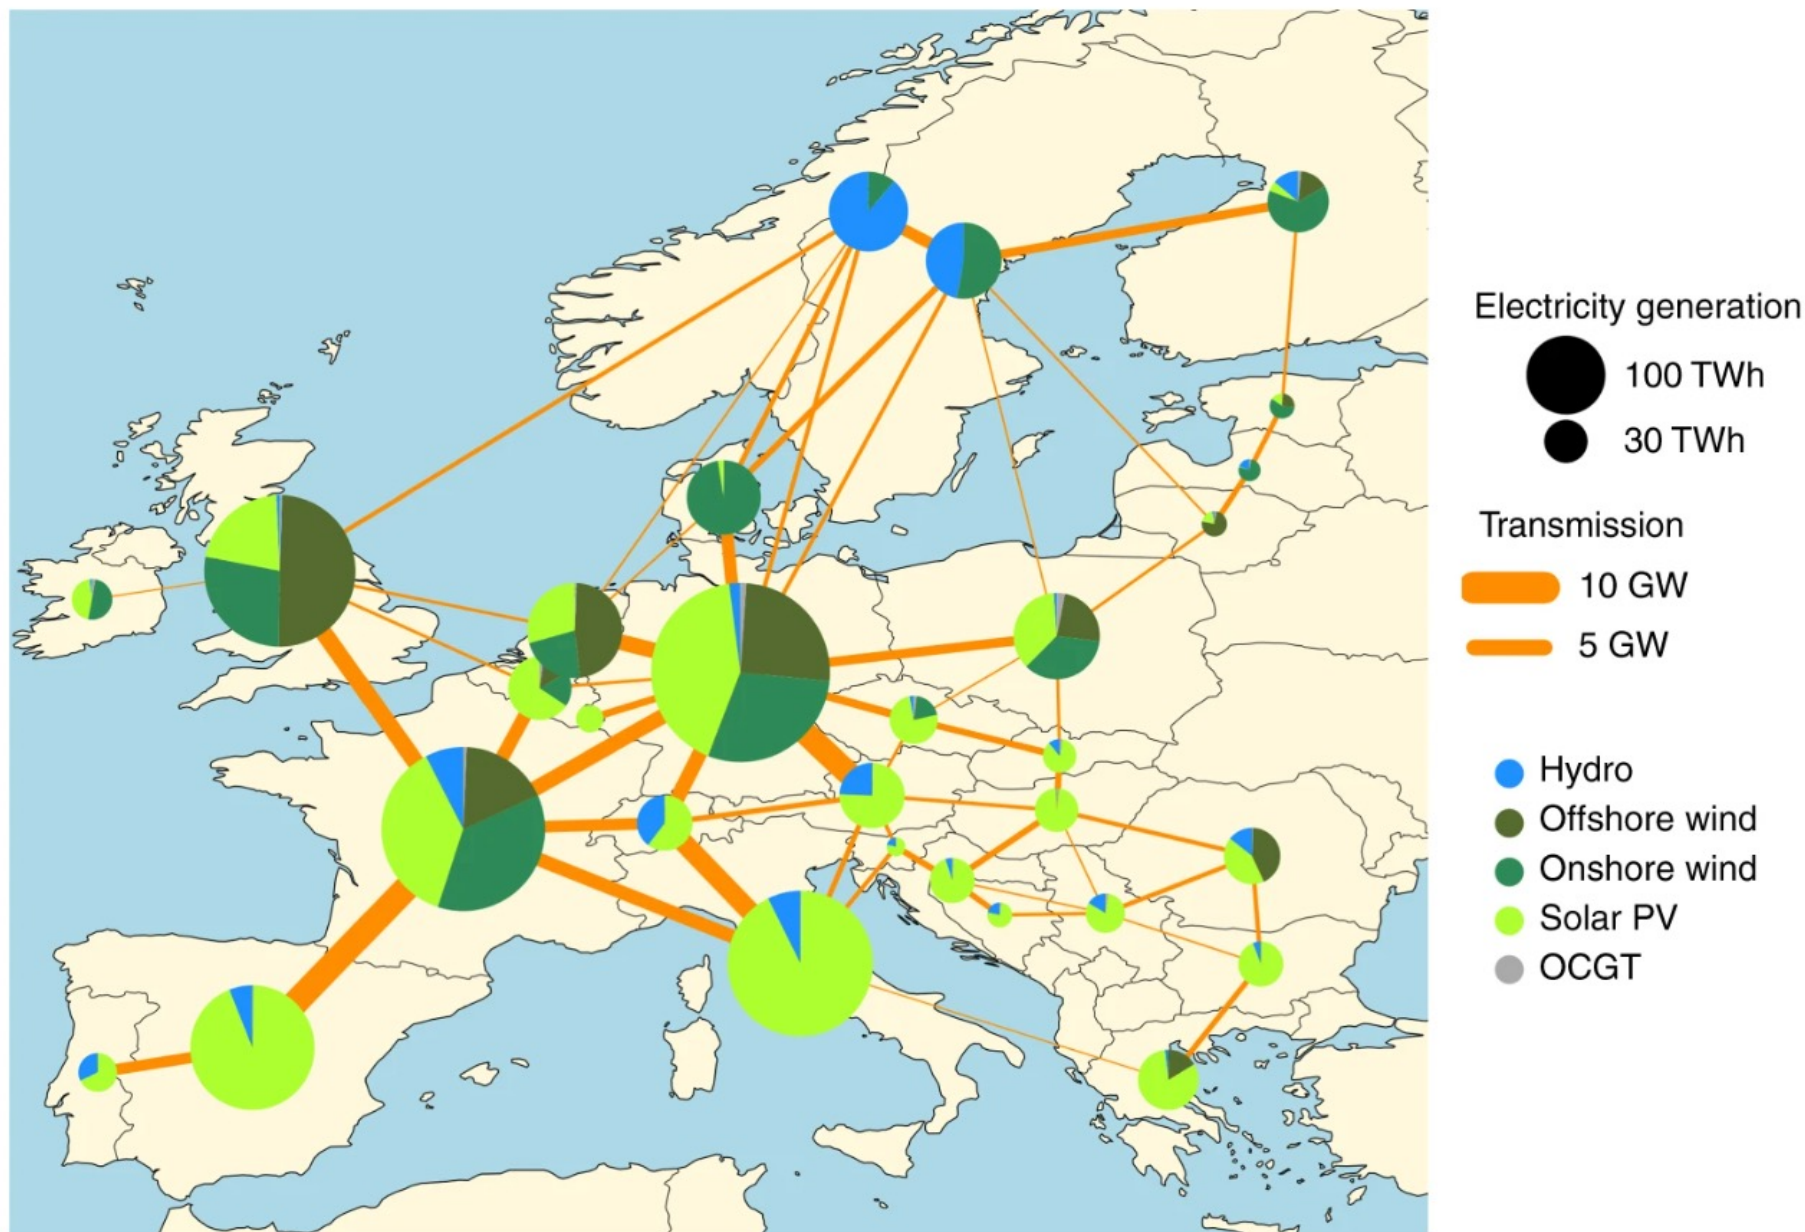 Electricity generation
100 TWh
30 TWh
Transmission
10 GW
5 GW
Hydro
Offshore wind
Onshore wind
Solar PV
OCGT